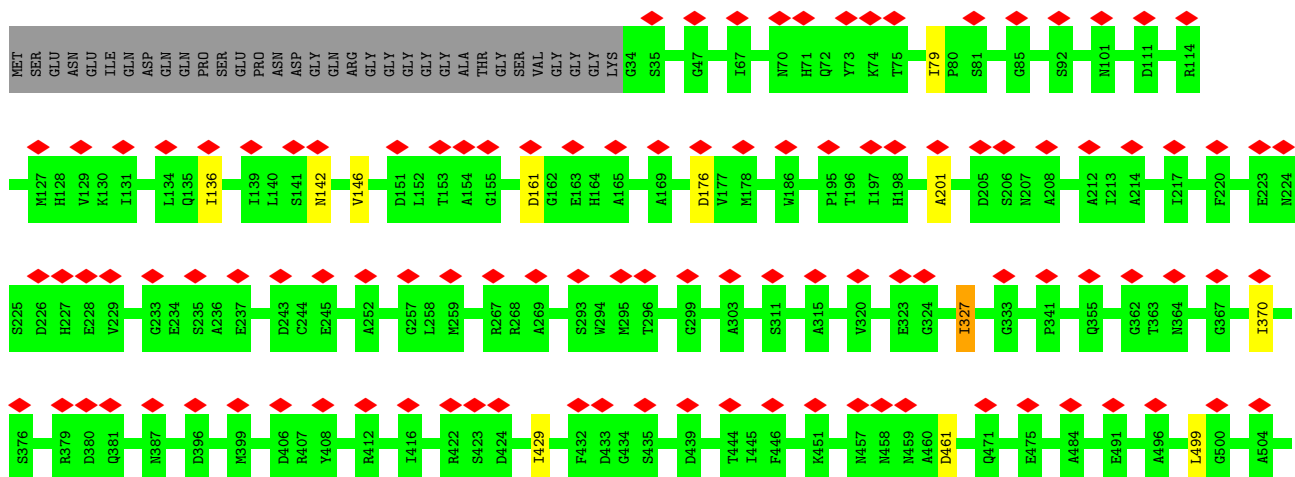 MET SER GLU ASN GLU ILE GLN ASP GLN GLN PRO SER GLU PRO ASN ASP GLY GLN ARG GLY GLY GLY GLY GLY ALA THR GLY SER VAL GLY GLY GLY LYS G34 S35 G47 I67 N70 H71 Q72 Y73 K74 T75 I79 P80 S81 G85 S92 N101 D111 R114
M127 H128 V129 K130 I131 L134 Q135 I136 I139 L140 S141 N142 V146 D151 L152 T153 A154 G155 D161 G162 E163 H164 A165 A169 D176 V177 M178 W186 P195 T196 I197 H198 A201 D205 S206 N207 A208 A212 I213 A214 I217 F220 E223 N224
S225 D226 H227 E228 V229 G233 E234 S235 A236 E237 D243 C244 E245 A252 G257 L258 M259 R267 R268 A269 S293 W294 M295 T296 G299 A303 S311 A315 V320 E323 G324 I327 G333 P341 Q355 G362 T363 N364 G367 I370
S376 R379 D380 Q381 N387 D396 M399 D406 R407 Y408 R412 I416 R422 S423 D424 I429 F432 D433 G434 S435 D439 T444 I445 F446 K451 N457 N458 N459 A460 D461 Q471 E475 A484 E491 A496 L499 G500 A504